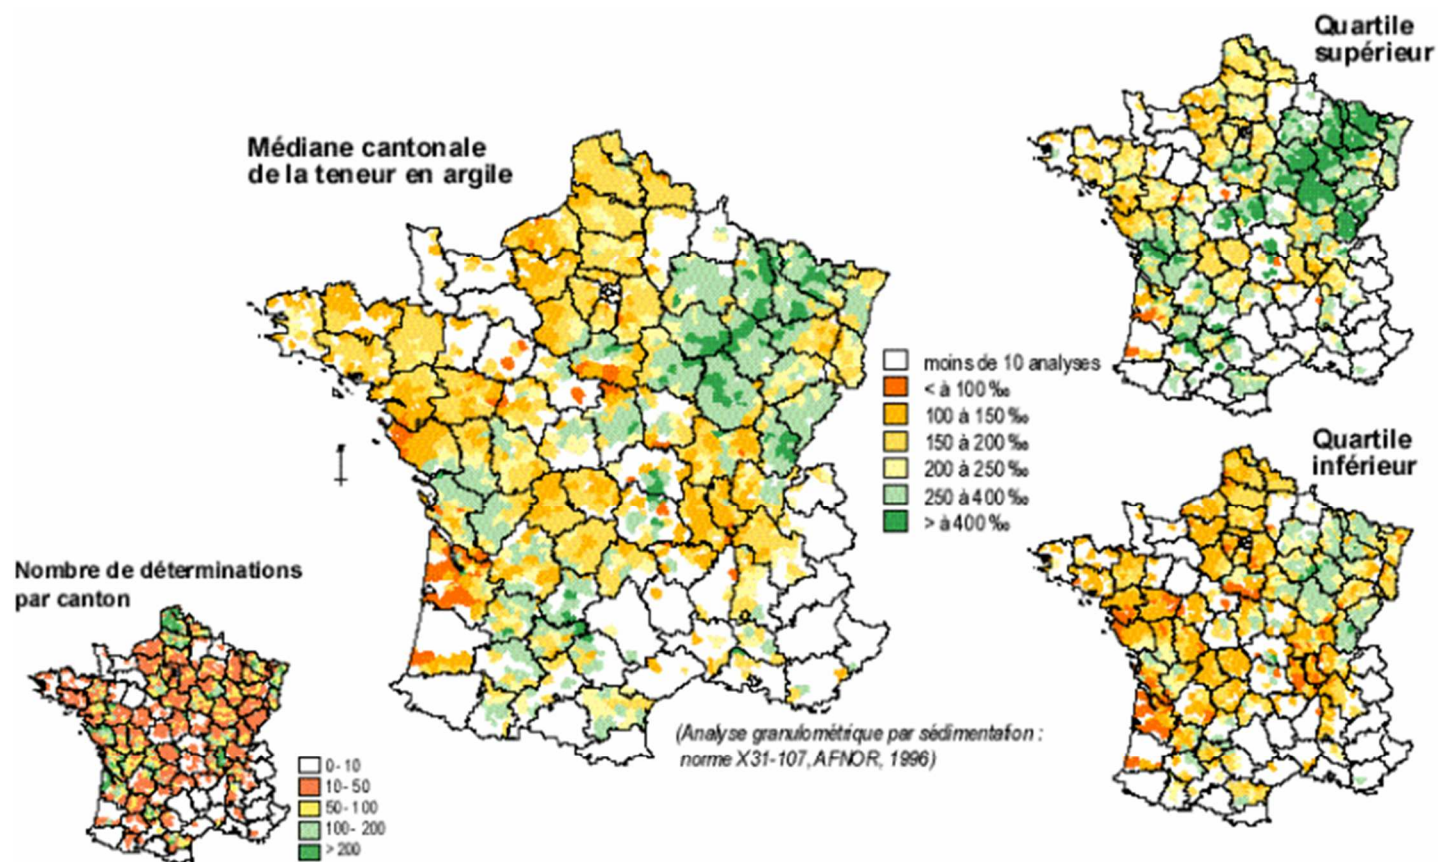 Quartile
supérieur
Médiane cantonale
de la teneur en argile
moins de 10 analyses
< à 100 ‰
100 à 150 ‰
150 à 200 ‰
200 à 250 ‰
250 à 400 ‰
> à 400 ‰
Quartile
inférieur
Nombre de déterminations
par canton
(Analyse granulométrique par sédimentation :
norme X31-107, AFNOR, 1996)
0- 10
10- 50
50- 100
100- 200
> 200